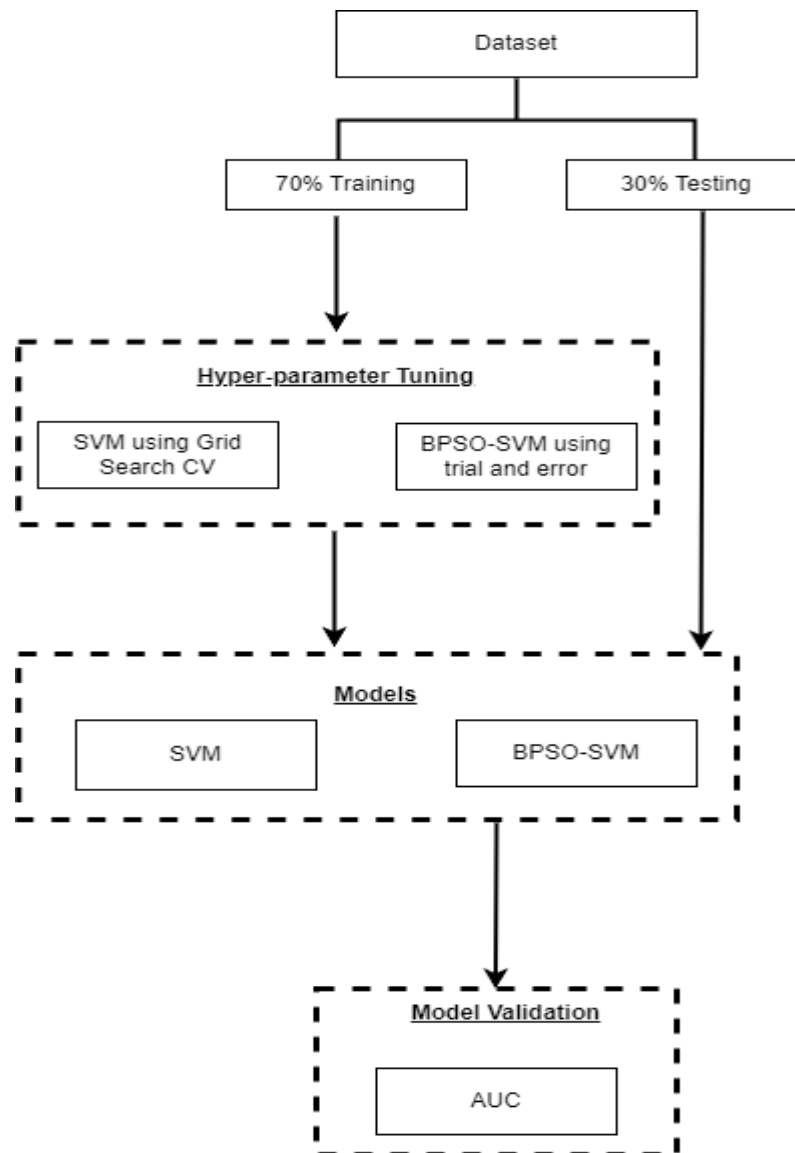 Dataset
70% Training
30% Testing
Hyper-parameter Tuning
SVM using Grid
Search CV
BPSO-SVM using
trial and error
Models
SVM
BPSO-SVM
Model Validation
AUC